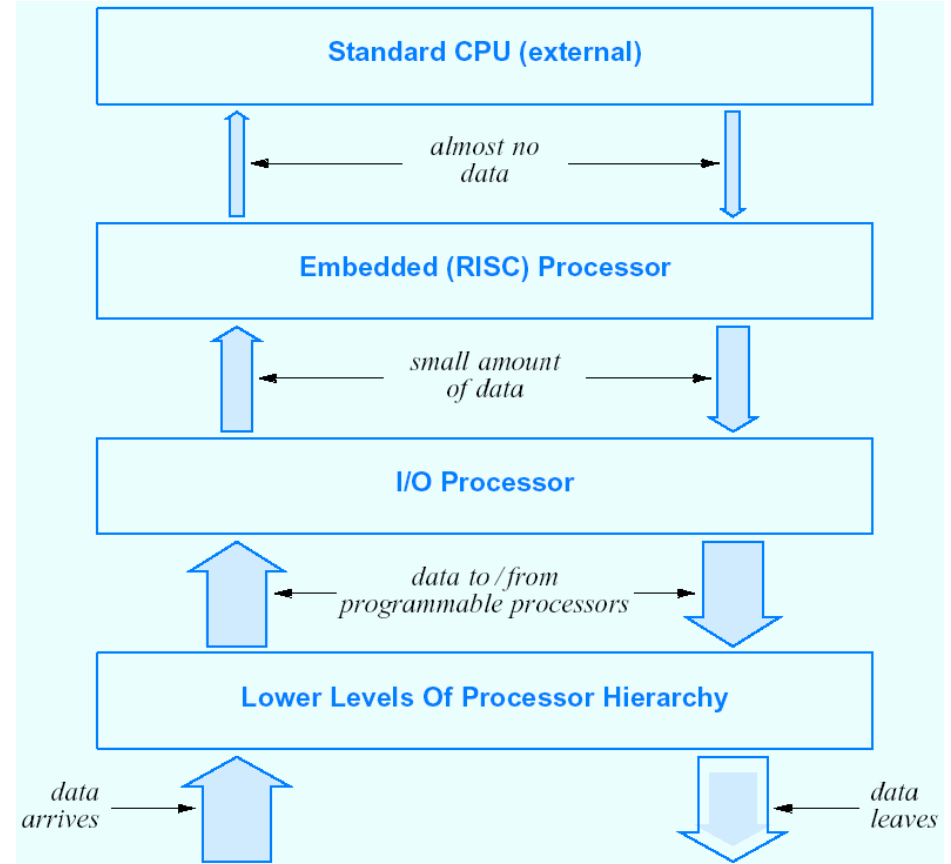 Standard CPU (external)
almost no
data
Embedded (RISC) Processor
small amount
of data
I/O Processor
data to/from
programmable processors
Lower Levels Of Processor Hierarchy
data
arrives
data
leaves